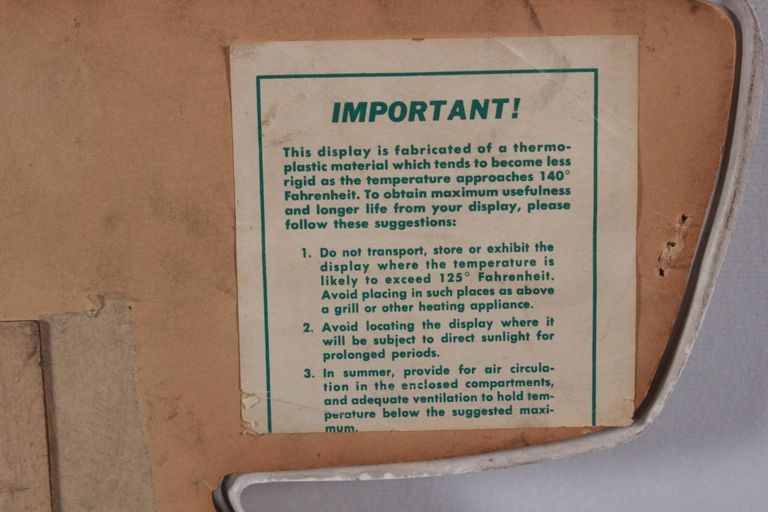 IMPORTANT!
This display is fabricated of a thermo-
plastic material which tends to become less
rigid as the temperature approaches 140°
Fahrenheit. To obtain maximum usefulness
and longer life from your display, please
follow these suggestions:
1. Do not transport, store or exhibit the
display where the temperature is
likely to exceed 125° Fahrenheit.
Avoid placing in such places as above
a grill or other heating appliance.
2. Avoid locating the display where it
will be subject to direct sunlight for
prolonged periods.
3. In summer, provide for air circula-
tion in the enclosed compartments,
and adequate ventilation to hold tem-
perature below the suggested maxi-
mum.